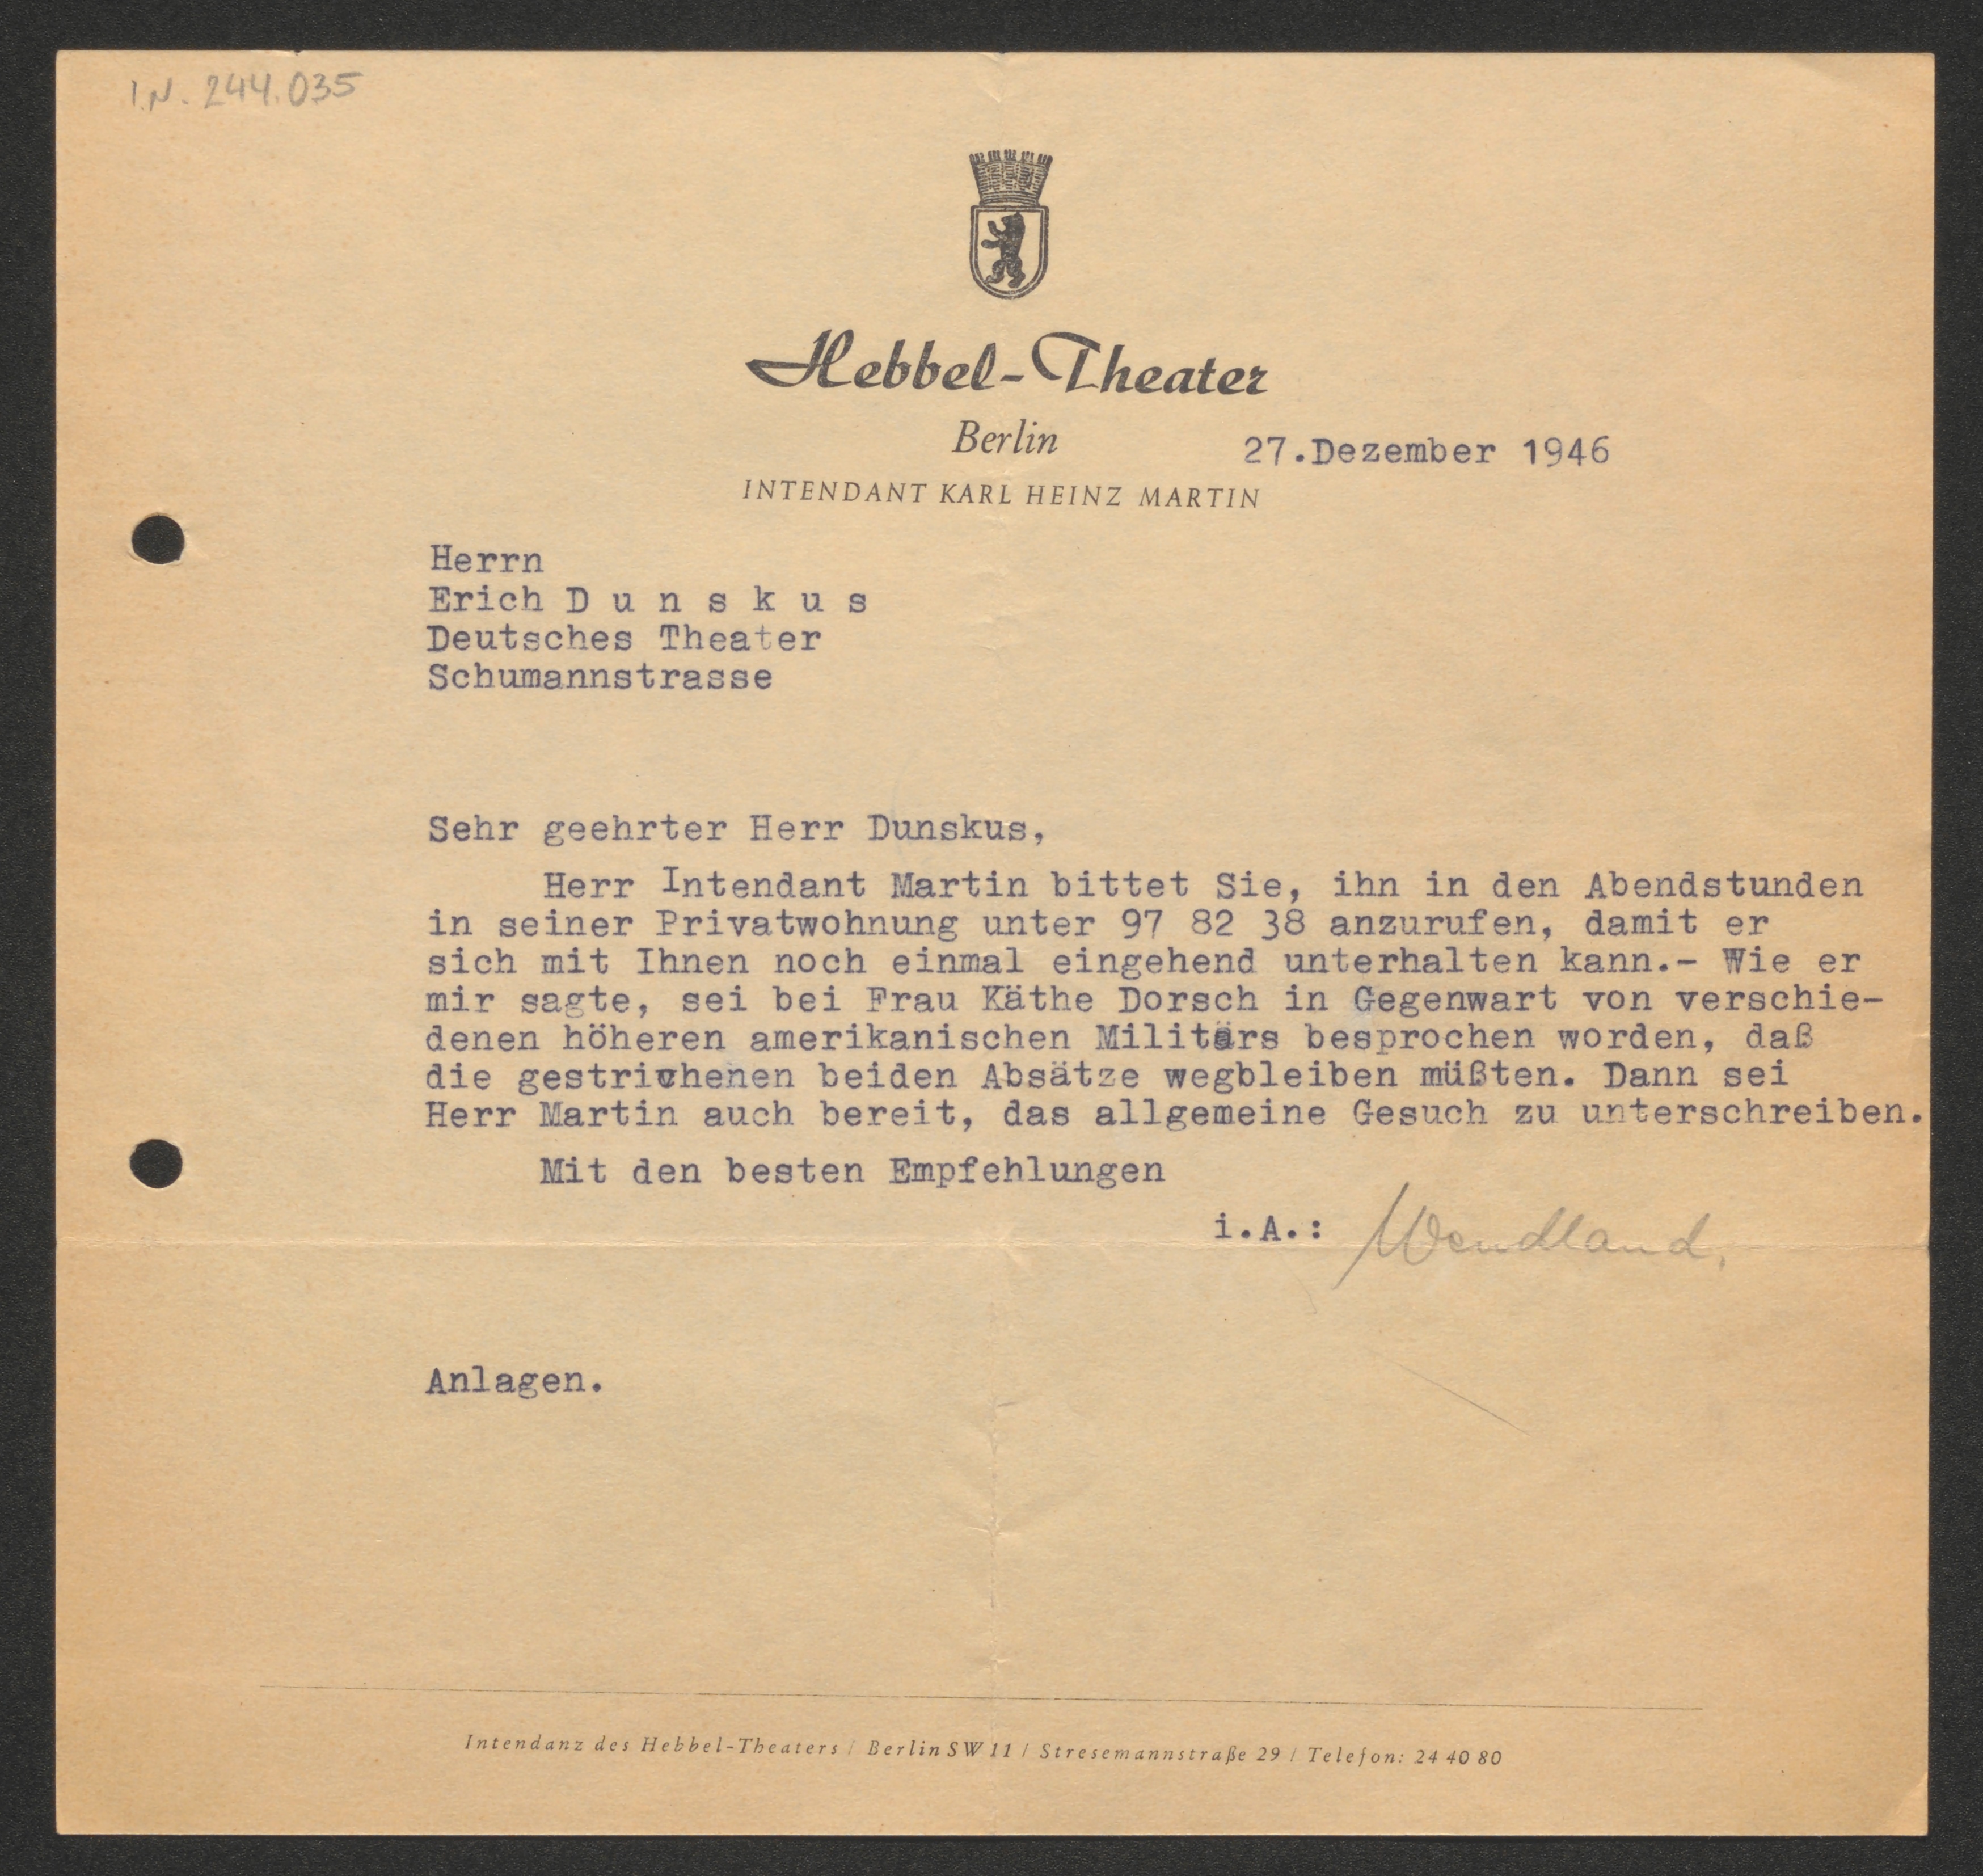 I.N. 244.035
Hebbel-Theater
Berlin
27.Dezember 1946
INTENDANT KARL HEINZ MARTIN
Herrn
Erich D u n s k u s
Deutsches Theater
Schumannstrasse
Sehr geehrter Herr Dunskus,
Herr Intendant Martin bittet Sie, ihn in den Abendstunden
in seiner Privatwohnung unter 97 82 38 anzurufen, damit er
sich mit Ihnen noch einmal eingehend unterhalten kann.- Wie er
mir sagte, sei bei Frau Käthe Dorsch in Gegenwart von verschie-
denen höheren amerikanischen Militärs besprochen worden, daß
die gestrichenen beiden Absätze wegbleiben müßten. Dann sei
Herr Martin auch bereit, das allgemeine Gesuch zu unterschreiben.
Mit den besten Empfehlungen
i.A.: Wendland.
Anlagen.
Intendanz des Hebbel-Theaters / Berlin SW 11 / Stresemannstraße 29 / Telefon: 24 40 80